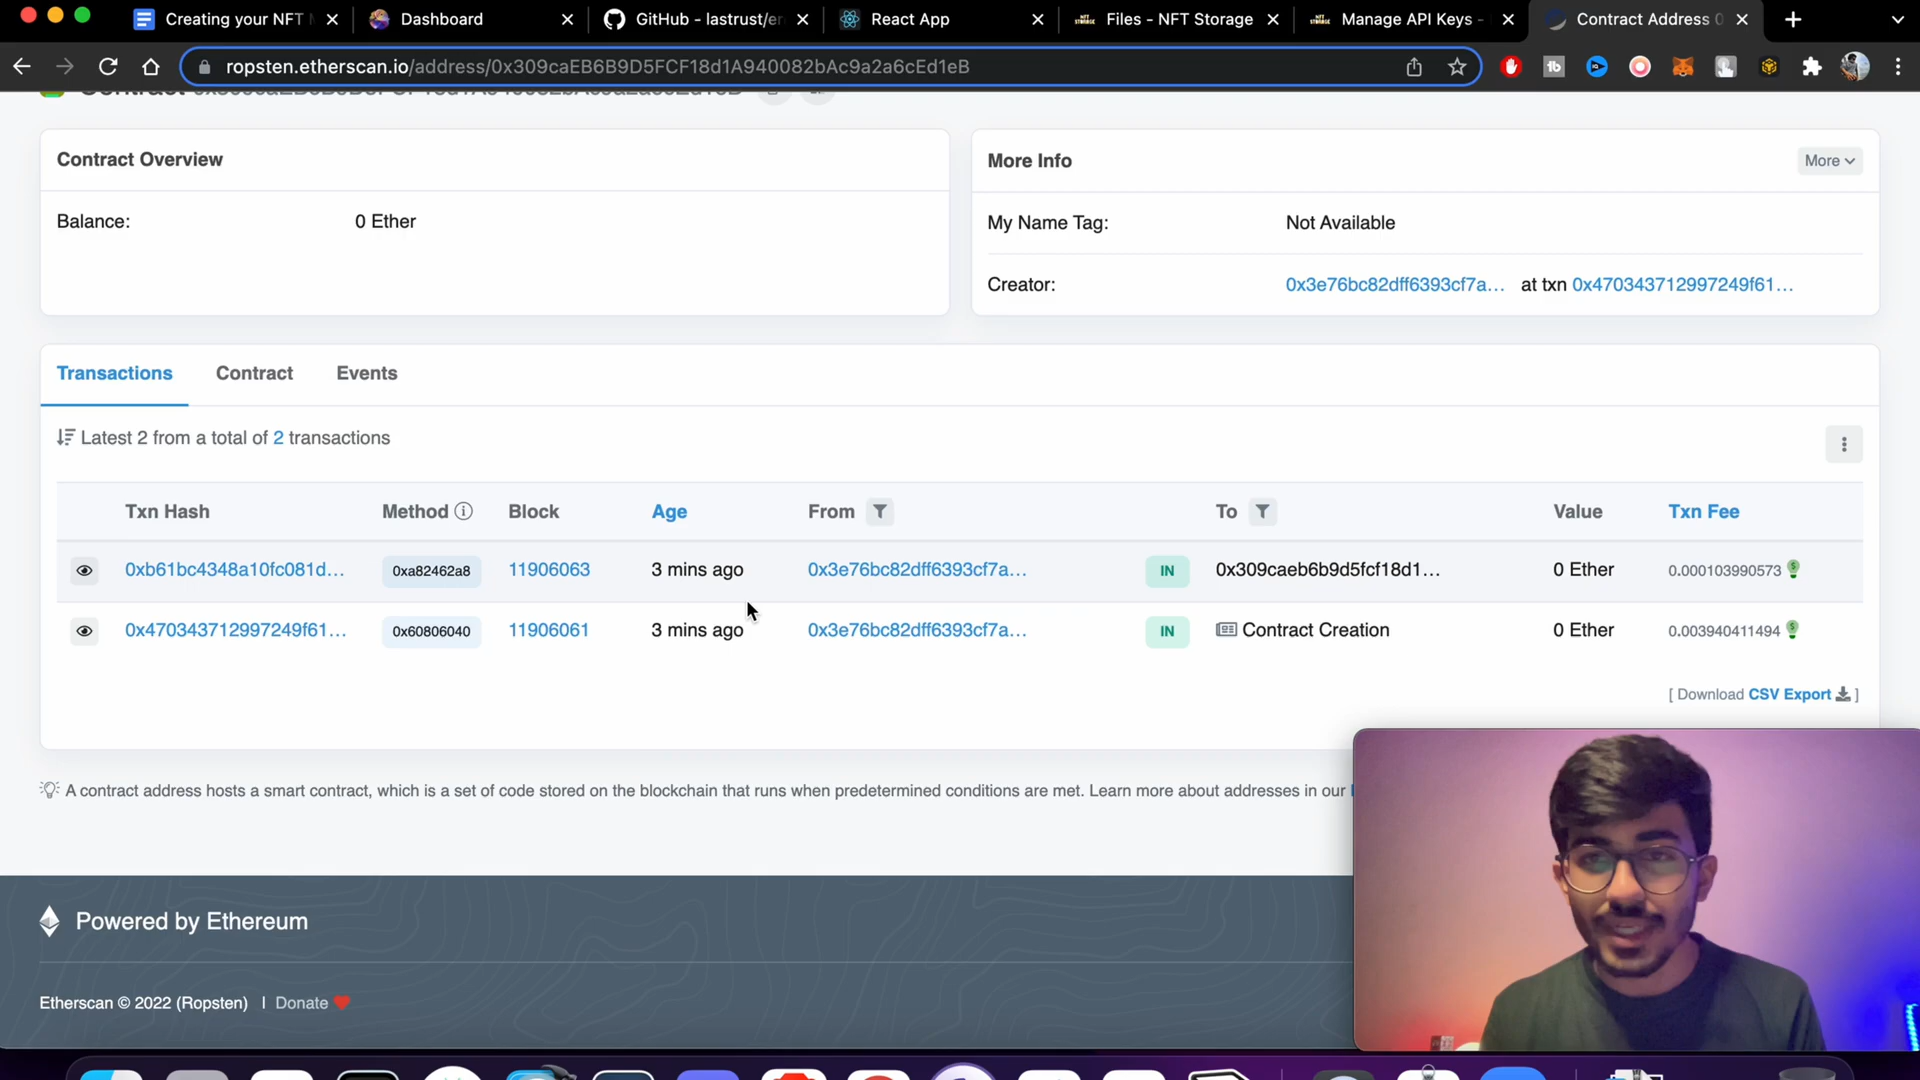 Creating your NFT
Dashboard
GitHub - lastrust/er
React App
Files - NFT Storage
Manage API Keys -
Contract Address 0
ropsten.etherscan.io/address/0x309caEB6B9D5FCF18d1A940082bAc9a2a6cEd1eB
Contract Overview
Balance: 0 Ether
More Info
More
My Name Tag: Not Available
Creator: 0x3e76bc82dff6393cf7a... at txn 0x470343712997249f61...
Transactions Contract Events
Latest 2 from a total of 2 transactions
Txn Hash Method Block Age From To Value Txn Fee
0xb61bc4348a10fc081d... 0xa82462a8 11906063 3 mins ago 0x3e76bc82dff6393cf7a... IN 0x309caeb6b9d5fcf18d1... 0 Ether 0.000103990573
0x470343712997249f61... 0x60806040 11906061 3 mins ago 0x3e76bc82dff6393cf7a... IN Contract Creation 0 Ether 0.003940411494
[ Download CSV Export ]
A contract address hosts a smart contract, which is a set of code stored on the blockchain that runs when predetermined conditions are met. Learn more about addresses in our
Powered by Ethereum
Etherscan © 2022 (Ropsten) | Donate